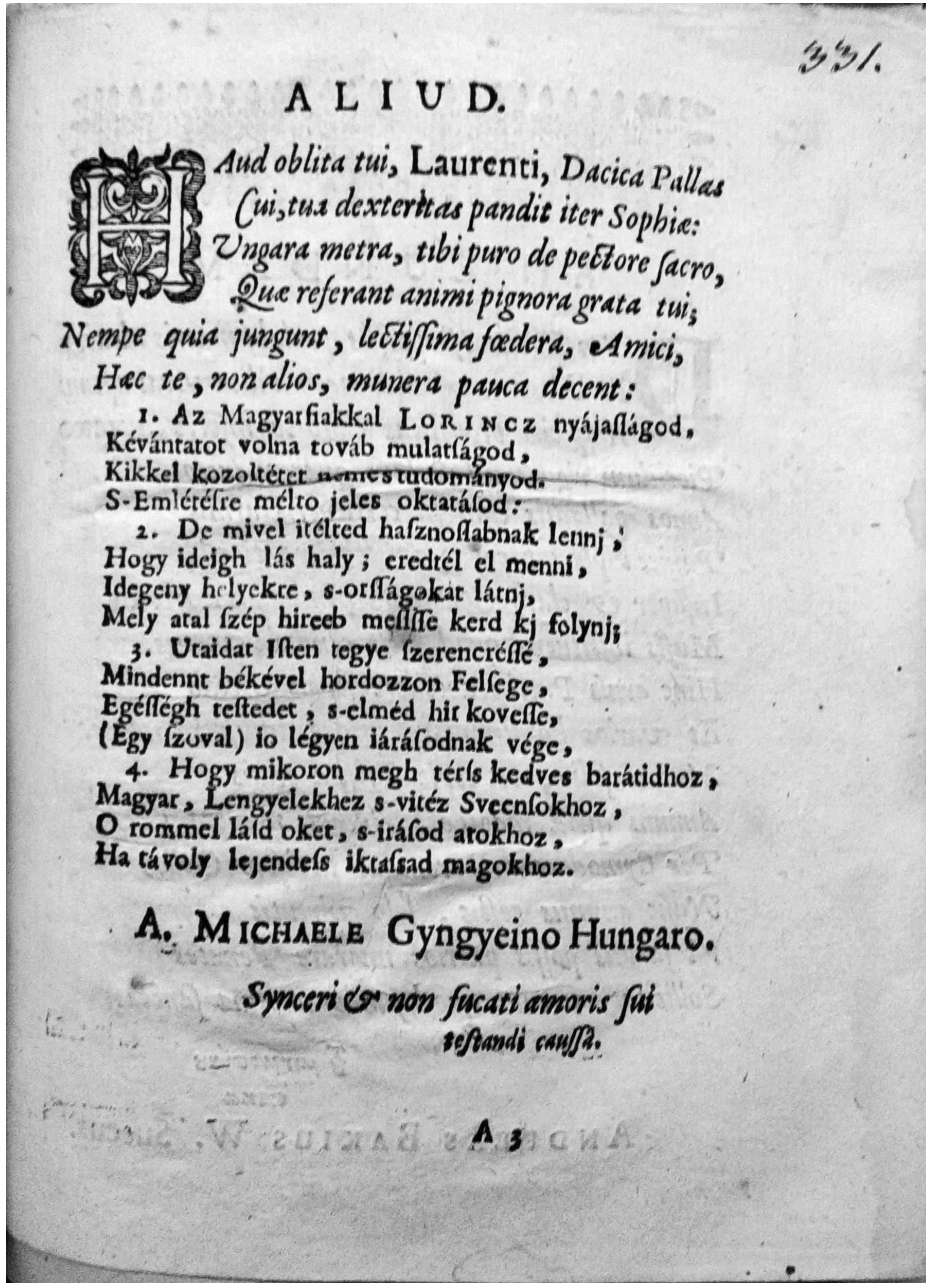 331.
ALIUD.
HAud oblita tui, Laurenti, Dacica Pallas
Cui, tua dexteritas pandit iter Sophiæ:
Ungara metra, tibi puro de pectore ſacro,
Quæ referant animi pignora grata tui;
Nempe quia jungunt, lectiſſima fœdera, Amici,
Hæc te, non alios, munera pauca decent:
1. Az Magyarfiakkal LORINCZ nyájaſſágod,
Kévántatot volna továb mulatſágod,
Kikkel kozoltétet nemes tudományod.
S-Emlétéſre mélto jeles oktatáſod:
2. De mivel itélted haſznoſſabnak lennj,
Hogy ideigh lás haly; eredtél el menni,
Idegeny helyekre, s-orſſágokat látnj,
Mely atal ſzép hireeb meſſiſſe kerd kj folynj;
3. Utaidat Iſten tegye ſzerencréſſé,
Mindennt békével hordozzon Felſege,
Egéſſégh teſtedet, s-elméd hit koveſſe,
(Egy ſzoval) io légyen iáráſodnak vége,
4. Hogy mikoron megh térſs kedves barátidhoz,
Magyar, Lengyelekhez s-vitéz Sveenſokhoz,
O rommel láſd oket, s-iráſod atokhoz,
Ha távoly lejendeſs iktaſsad magokhoz.
A. MICHAELE Gyngyeino Hungaro.
Synceri & non fucati amoris ſui
teſtandi cauſſâ.
A 3